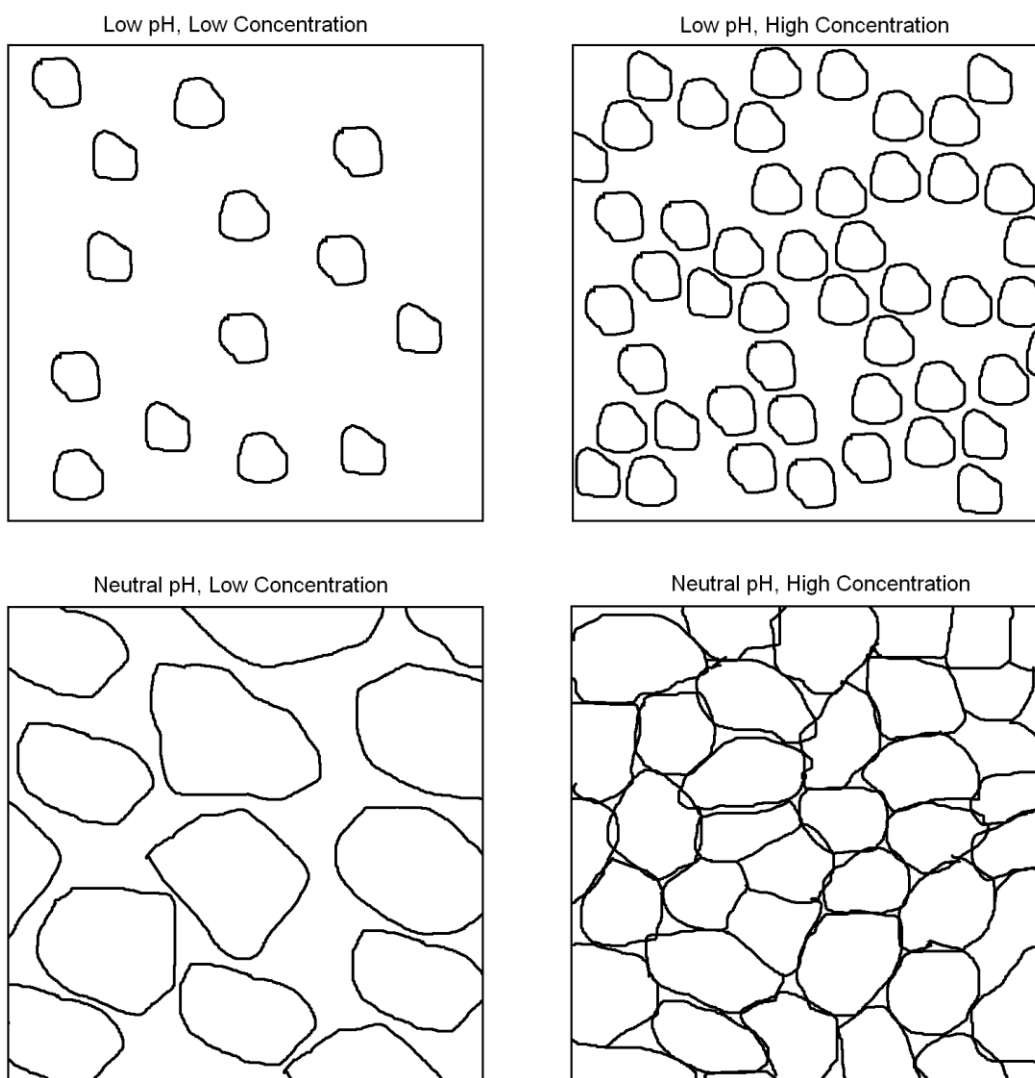 Low pH, Low Concentration
Low pH, High Concentration
Neutral pH, Low Concentration
Neutral pH, High Concentration